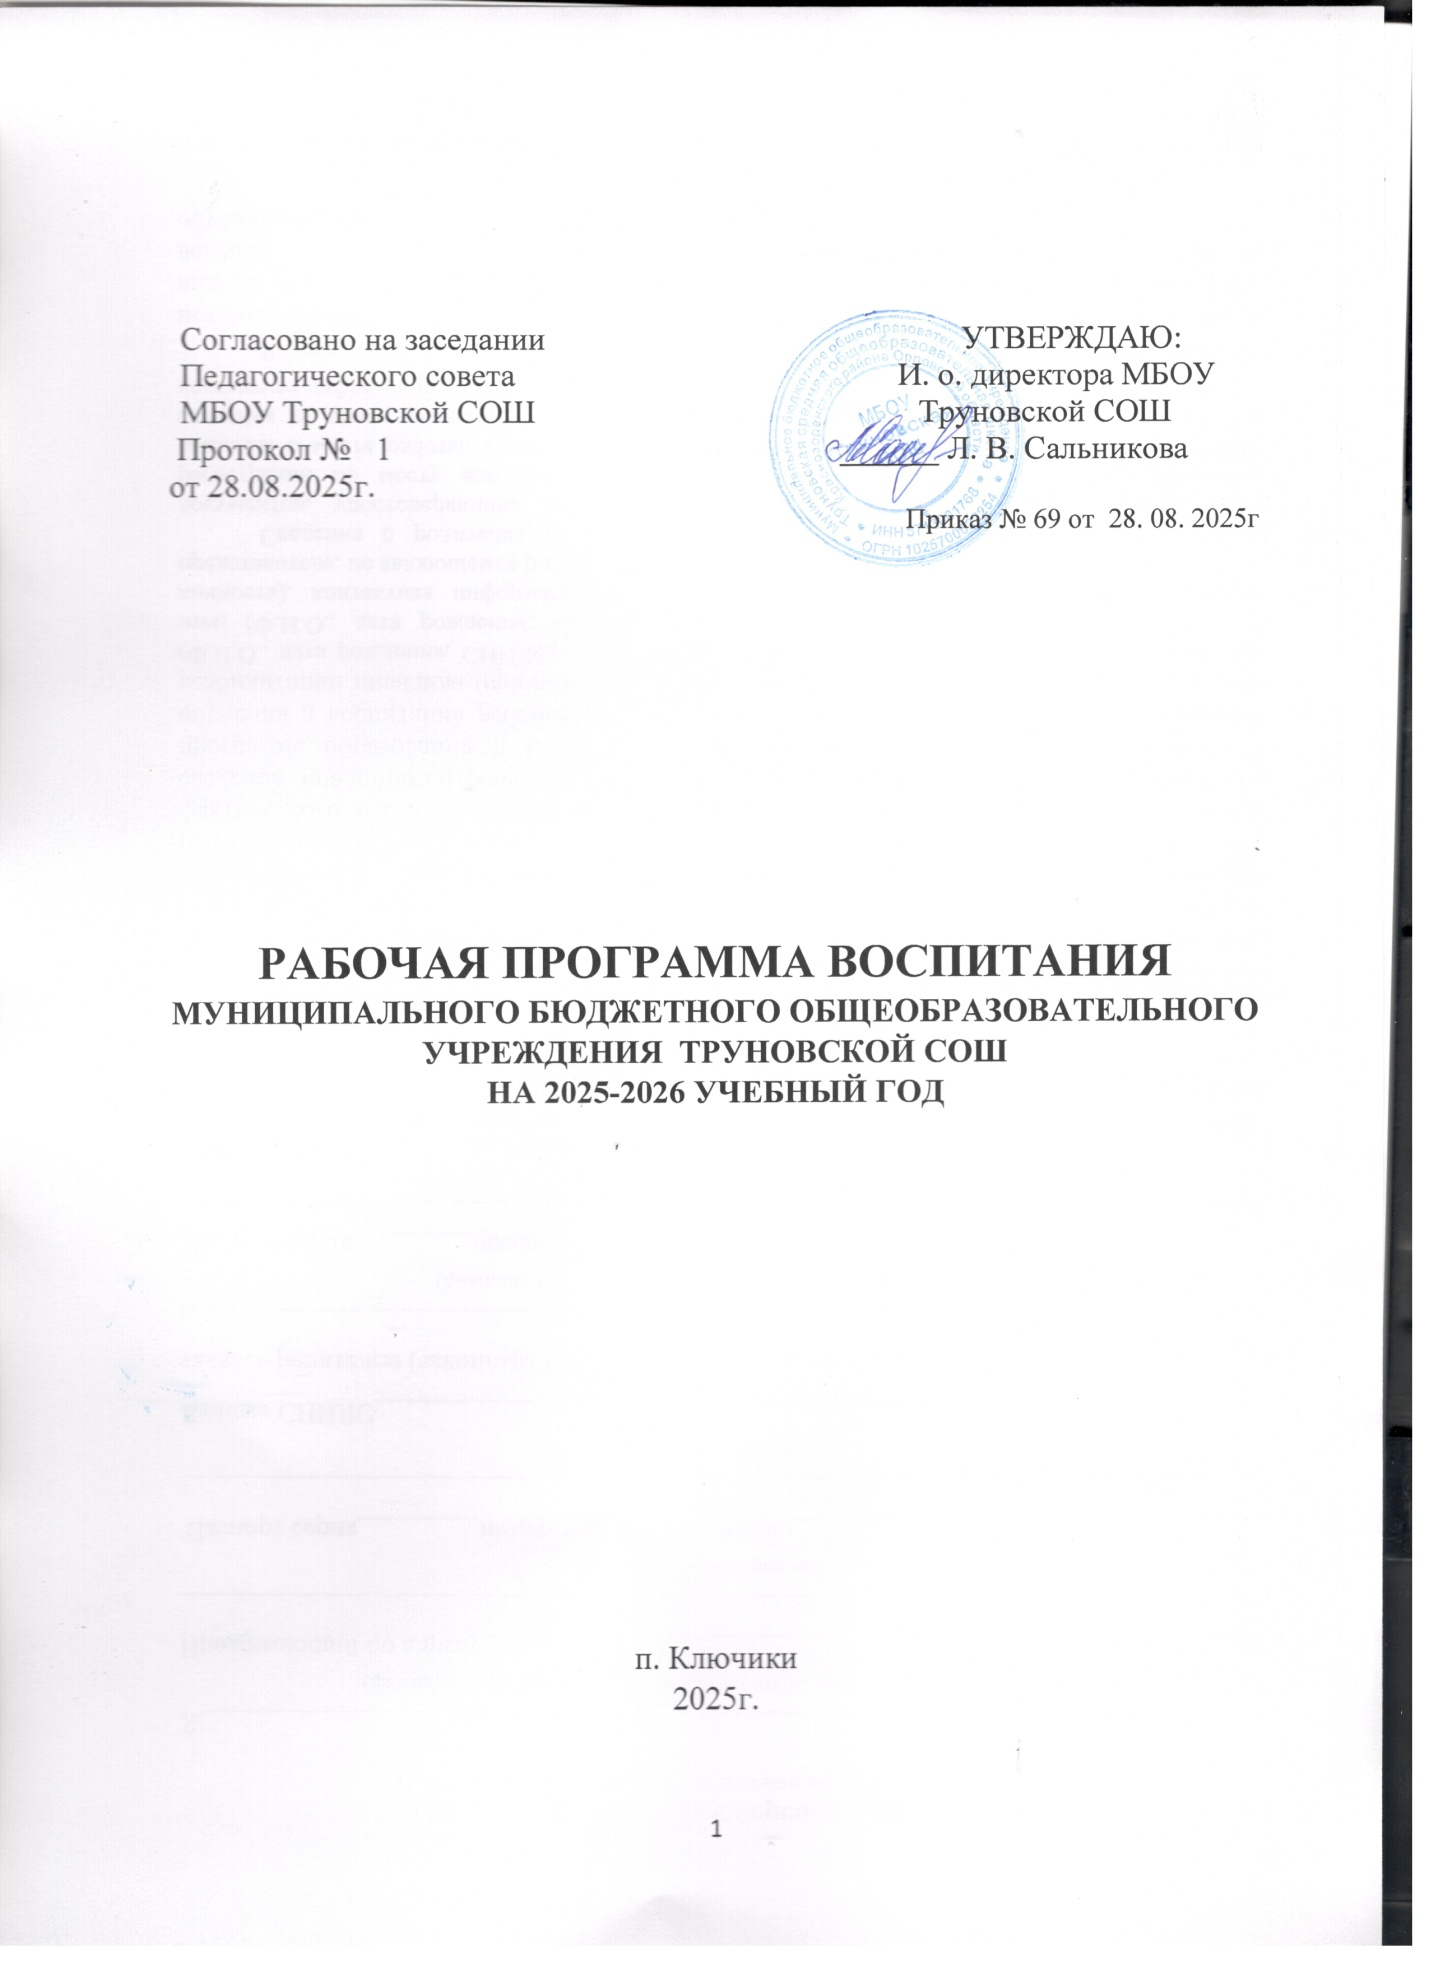 Согласовано на заседании
Педагогического совета
МБОУ Труновской СОШ
Протокол № 1
от 28.08.2025г.
УТВЕРЖДАЮ:
И. о. директора МБОУ
Труновской СОШ
Л. В. Сальникова
Приказ № 69 от 28. 08. 2025г
МБОУ
РАБОЧАЯ ПРОГРАММА ВОСПИТАНИЯ
МУНИЦИПАЛЬНОГО БЮДЖЕТНОГО ОБЩЕОБРАЗОВАТЕЛЬНОГО
УЧРЕЖДЕНИЯ ТРУНОВСКОЙ СОШ
НА 2025-2026 УЧЕБНЫЙ ГОД
п. Ключики
2025г.
1